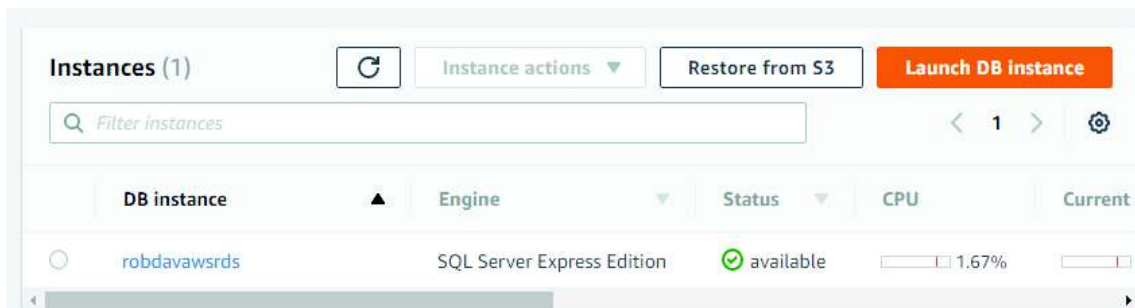 Instances (1) Instance actions Restore from S3 Launch DB instance
Filter instances 1
DB instance Engine Status CPU Current
robdavawsrds SQL Server Express Edition available 1.67%